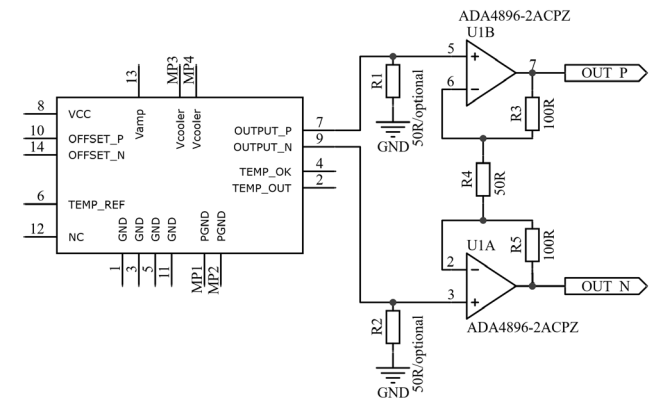 ADA4896-2ACPZ
U1B
5
6
7
OUT_P
R3
100R
R1
50R/optional
GND
13
MP3
MP4
8
VCC
Vamp
Vcooler
Vcooler
10
OFFSET_P
14
OFFSET_N
OUTPUT_P
7
OUTPUT_N
9
TEMP_OK
4
TEMP_OUT
2
6
TEMP_REF
12
NC
GND
GND
GND
GND
PGND
PGND
1
3
5
11
MP1
MP2
R4
50R
U1A
2
3
R5
100R
OUT_N
ADA4896-2ACPZ
R2
50R/optional
GND